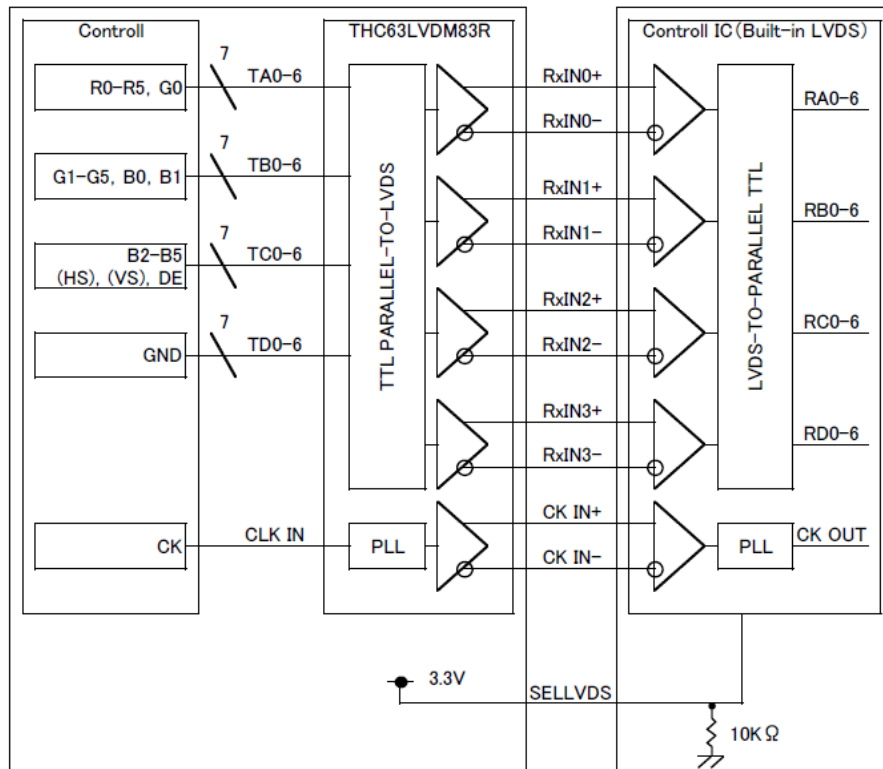 Controll
THC63LVDM83R
Controll IC(Built-in LVDS)
R0-R5, G0
7
TA0-6
RxIN0+
RxIN0-
RA0-6
G1-G5, B0, B1
7
TB0-6
RxIN1+
RxIN1-
RB0-6
B2-B5
(HS), (VS), DE
7
TC0-6
RxIN2+
RxIN2-
RC0-6
GND
7
TD0-6
RxIN3+
RxIN3-
RD0-6
TTL PARALLEL-TO-LVDS
LVDS-TO-PARALLEL TTL
CK
CLK IN
PLL
CK IN+
CK IN-
PLL
CK OUT
3.3V
SELLVDS
10KΩ